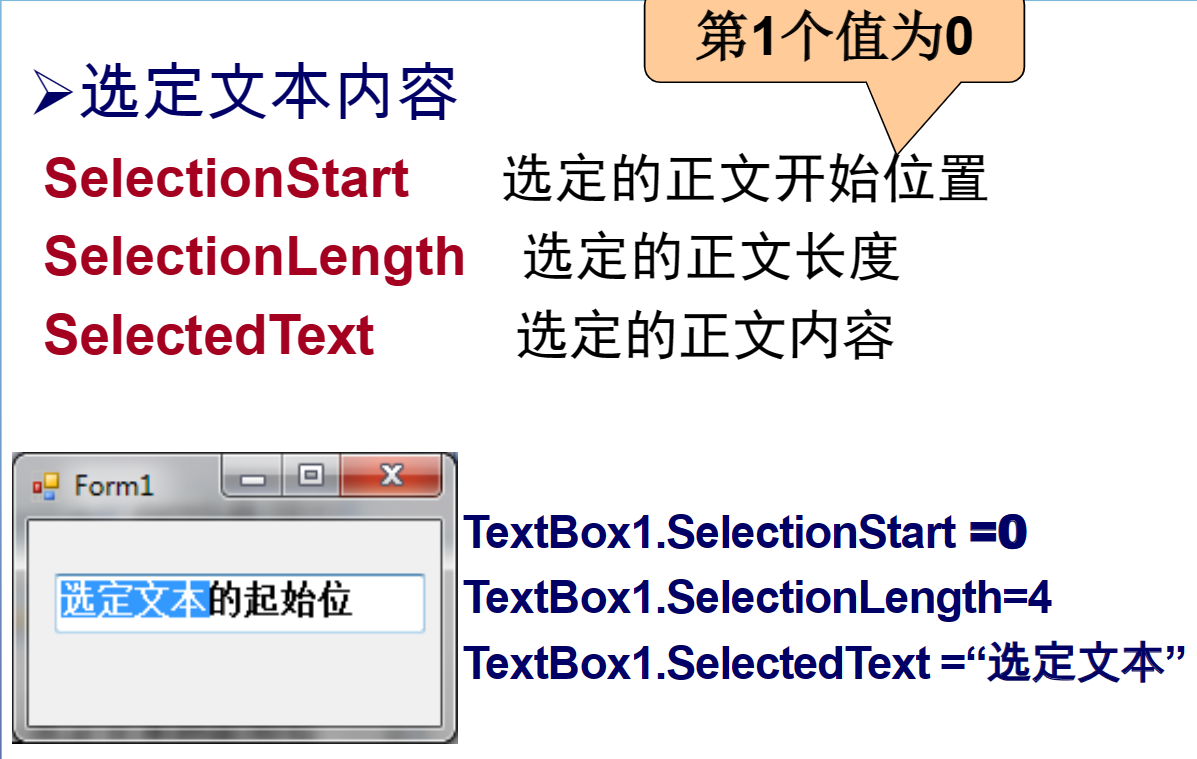 第1个值为0
➢选定文本内容
SelectionStart 选定的正文开始位置
SelectionLength 选定的正文长度
SelectedText 选定的正文内容
Form1
选定文本的起始位
TextBox1.SelectionStart =0
TextBox1.SelectionLength=4
TextBox1.SelectedText =“选定文本”